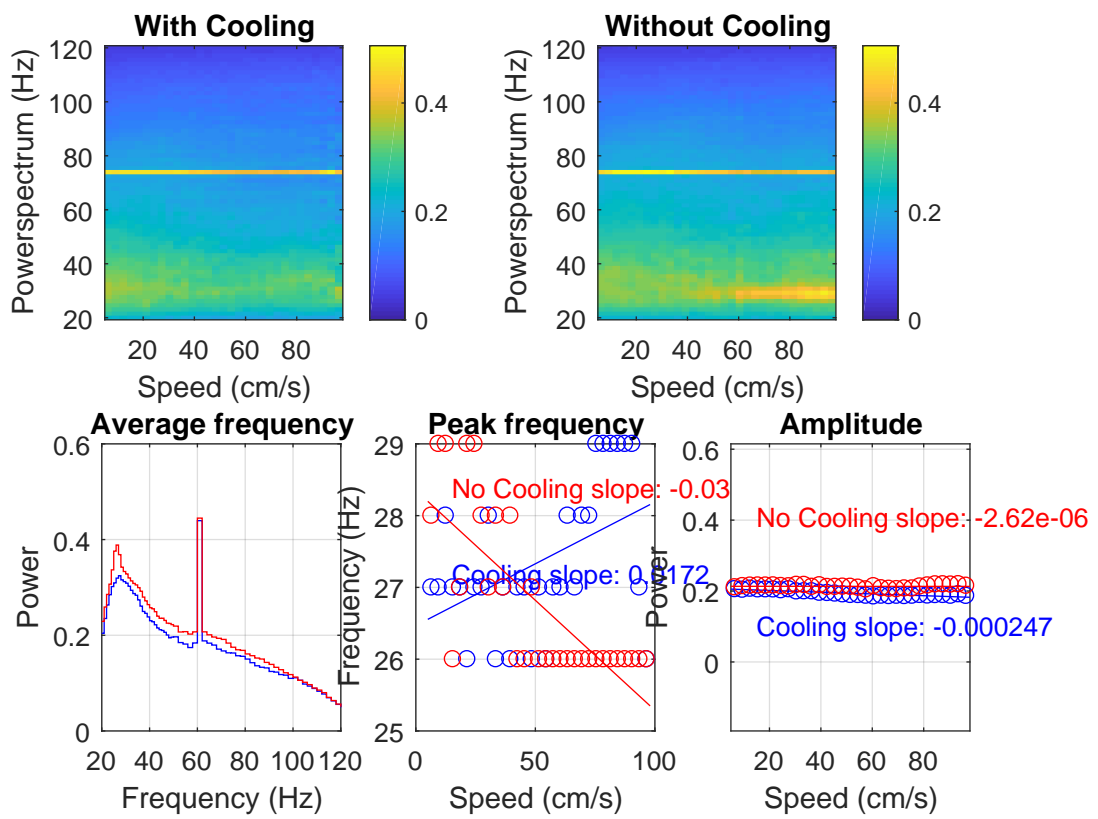 With Cooling
Without Cooling
Powerspectrum (Hz)
120
100
80
60
40
20
20 40 60 80
Speed (cm/s)
0.4
0.2
0
Powerspectrum (Hz)
120
100
80
60
40
20
20 40 60 80
Speed (cm/s)
0.4
0.2
0
Average frequency
Power
0.6
0.4
0.2
0
20 40 60 80 100 120
Frequency (Hz)
Peak frequency
Frequency (Hz)
29
28
27
26
25
No Cooling slope: -0.03
Cooling slope: 0.0172
0 50 100
Speed (cm/s)
Amplitude
Power
0.6
0.4
0.2
0
No Cooling slope: -2.62e-06
Cooling slope: -0.000247
20 40 60 80
Speed (cm/s)